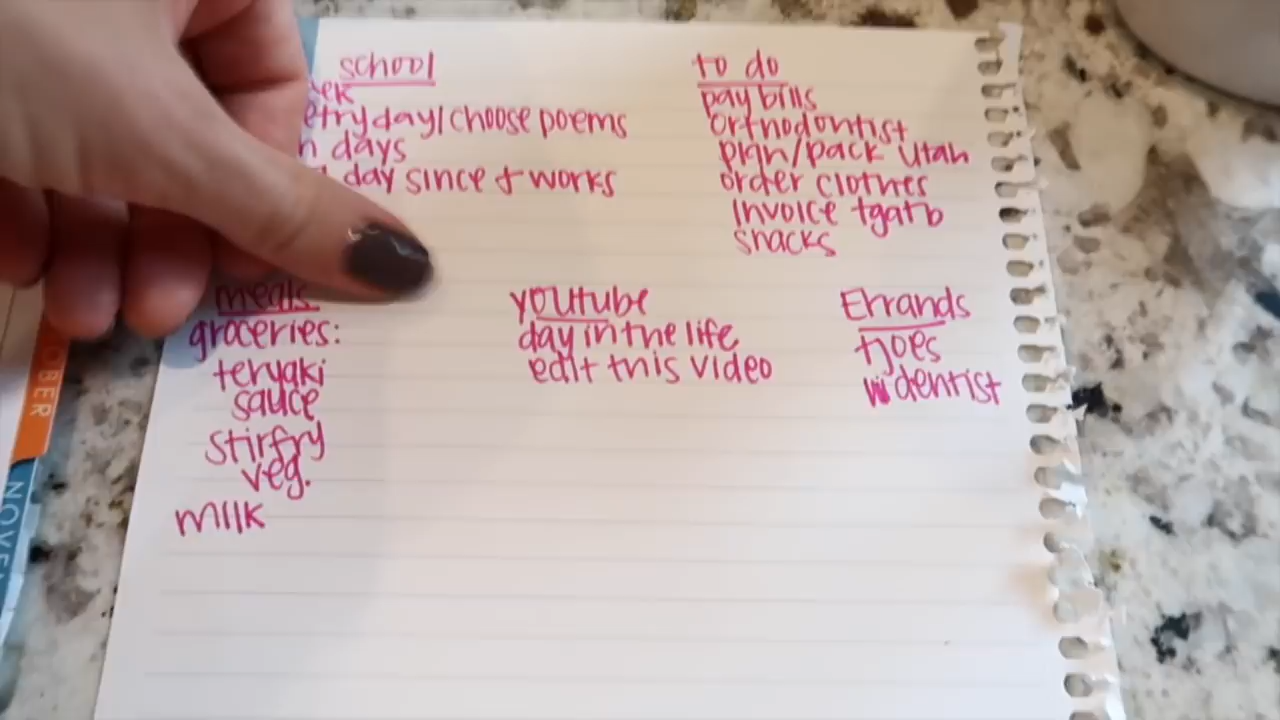 school
etry day/choose poems
days
day since + works
to do
pay bills
Orthodontist
plan/pack Utah
order clothes
Invoice tgatb
snacks
meals
groceries:
teryaki
sauce
stirfry
veg.
milk
youtube
day in the life
edit this video
Errands
tjoes
dentist
OBER
NOVE